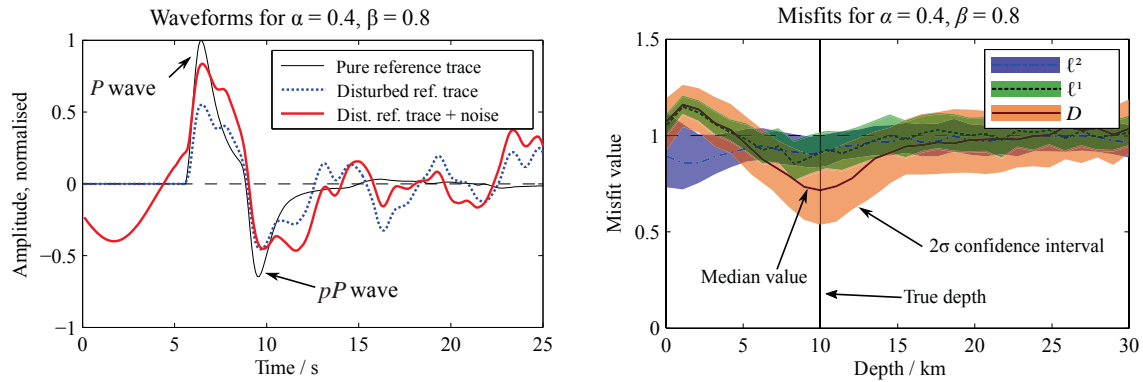 Waveforms for α = 0.4, β = 0.8
Amplitude, normalised
1
0.5
0
−0.5
−1
0
5
10
15
20
25
Time / s
P wave
pP wave
Pure reference trace
Disturbed ref. trace
Dist. ref. trace + noise
Misfits for α = 0.4, β = 0.8
Misfit value
1.5
1
0.5
0
0
5
10
15
20
25
30
Depth / km
ℓ²
ℓ¹
D
2σ confidence interval
Median value
True depth